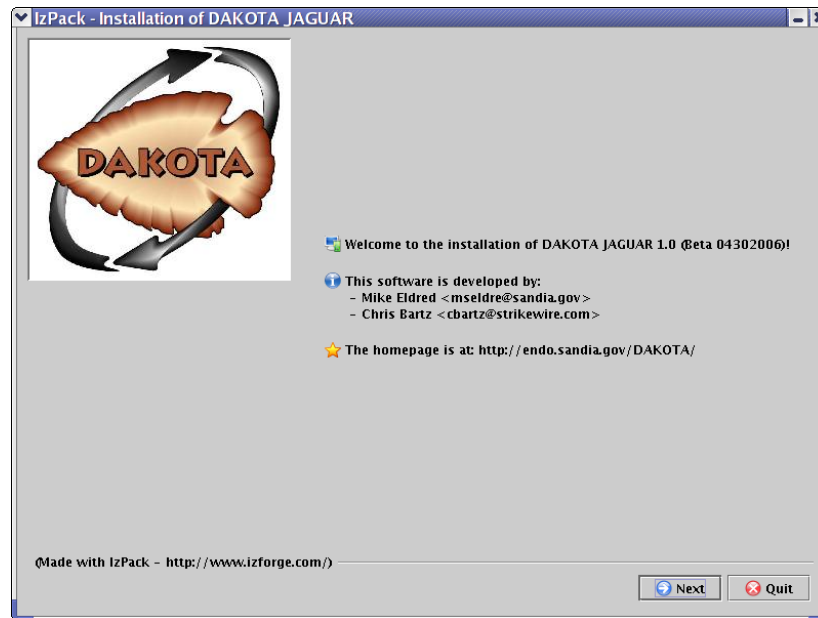 IzPack - Installation of DAKOTA JAGUAR
DAKOTA
Welcome to the installation of DAKOTA JAGUAR 1.0 (Beta 04302006)!
This software is developed by:
- Mike Eldred <mseldre@sandia.gov>
- Chris Bartz <cbartz@strikewire.com>
The homepage is at: http://endo.sandia.gov/DAKOTA/
(Made with IzPack - http://www.izforge.com/)
Next
Quit